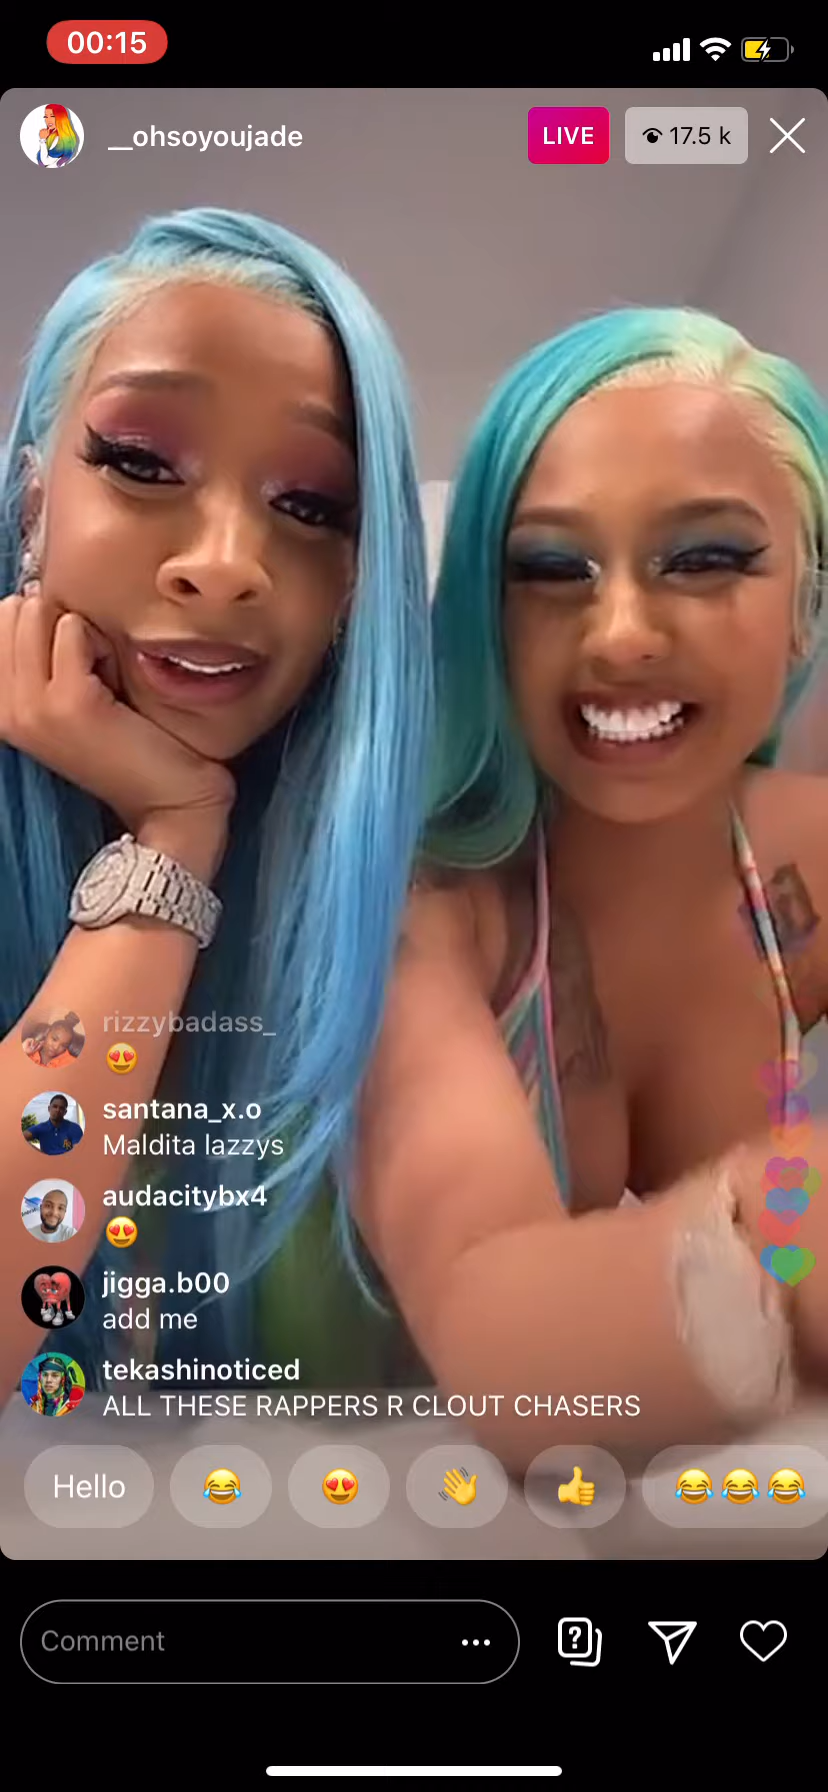 00:15
__ohsoyoujade
LIVE
17.5 k
rizzybadass_
😍
santana_x.o
Maldita lazzys
audacitybx4
😍
jigga.b00
add me
tekashinoticed
ALL THESE RAPPERS R CLOUT CHASERS
Hello 😂 😍 👋 👍 😂😂😂
Comment